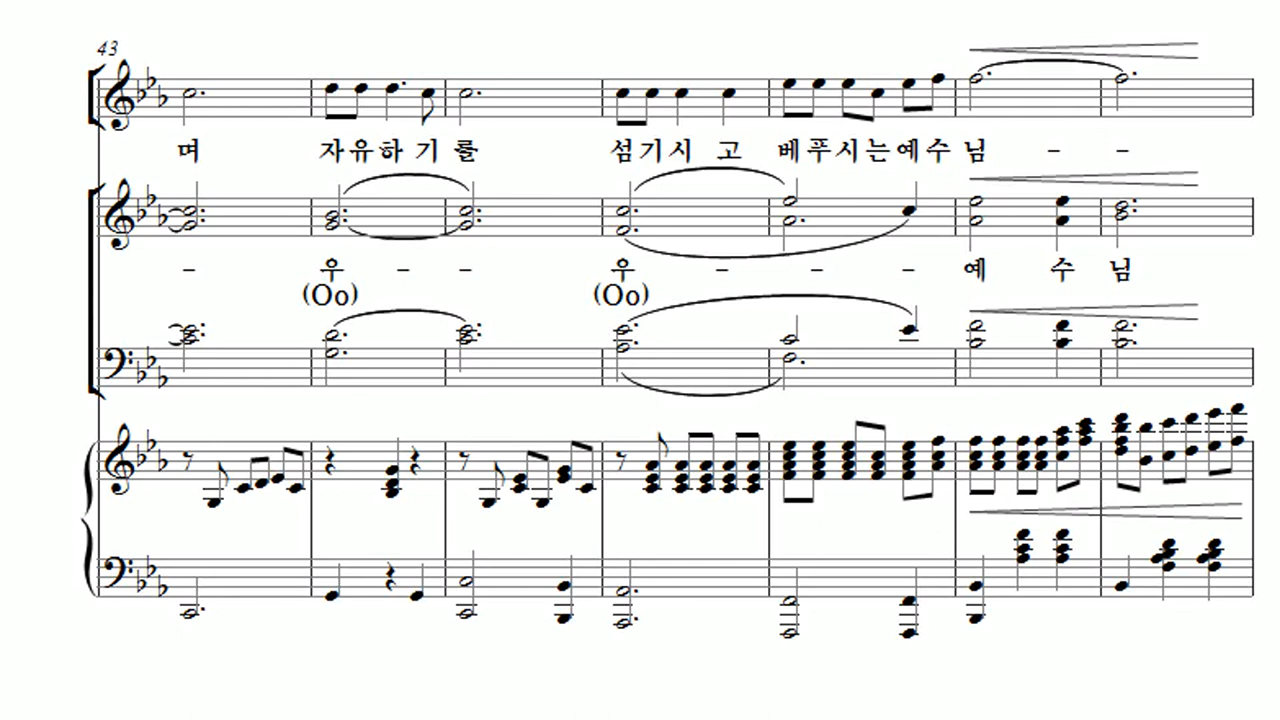 43
며 자유하 기 를 섬기시 고 베푸시는예수 님 - -
- 우 - - 우 - - - 예 수 님
(Oo) (Oo)